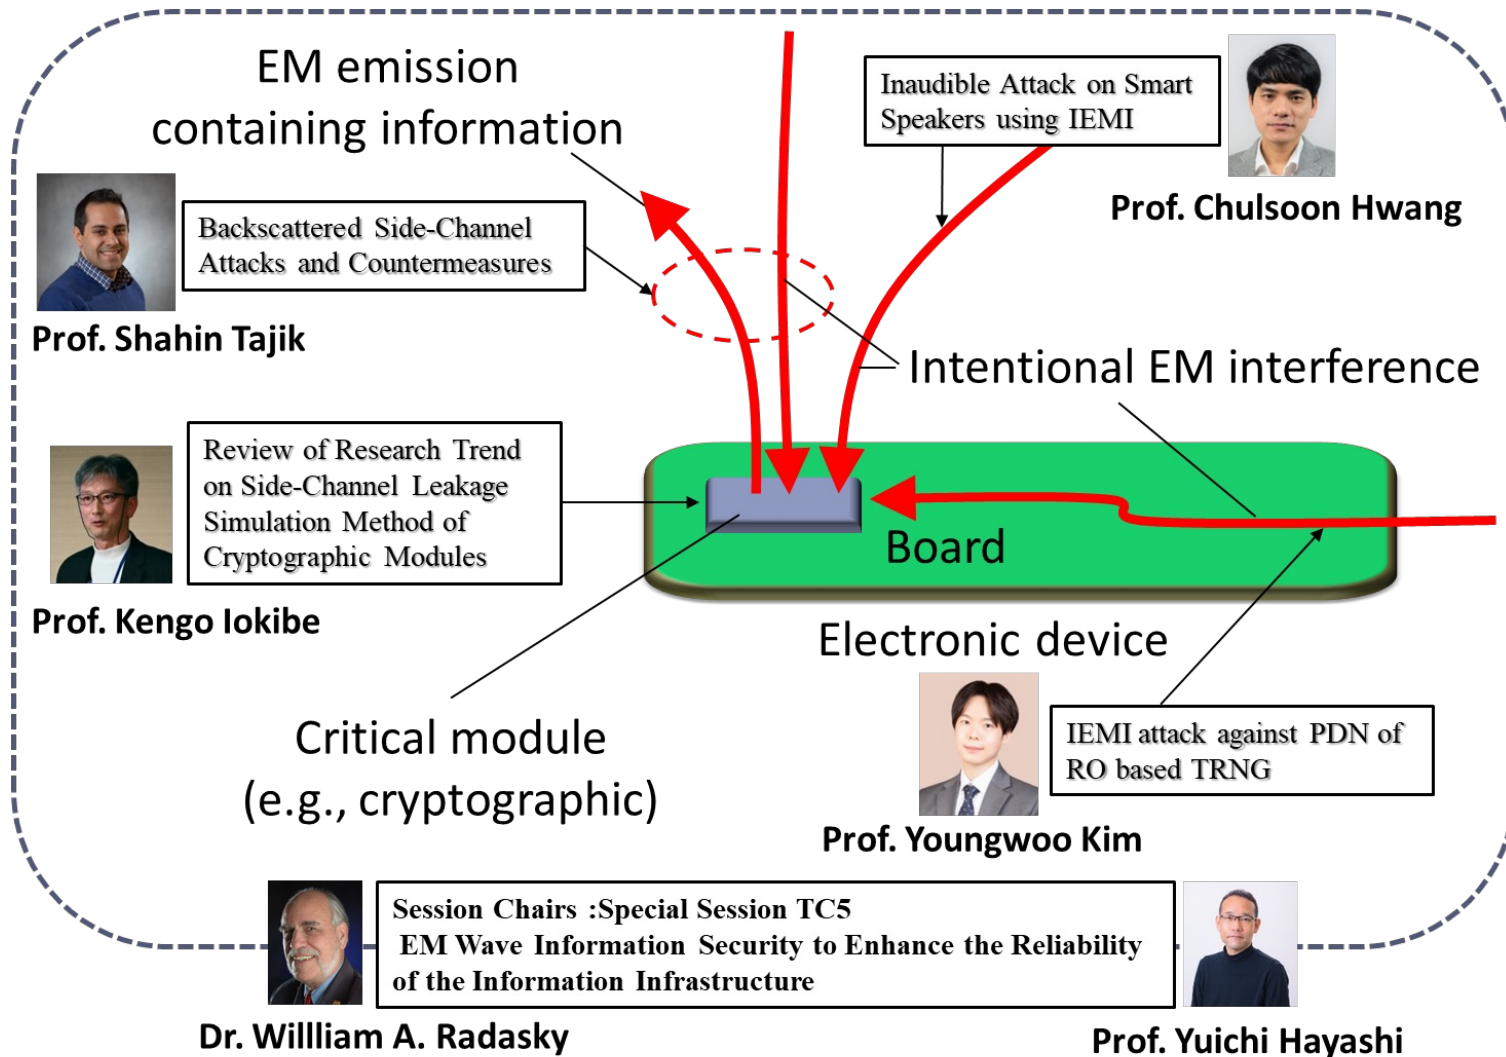 EM emission
containing information
Inaudible Attack on Smart
Speakers using IEMI
Prof. Chulsoon Hwang
Backscattered Side-Channel
Attacks and Countermeasures
Prof. Shahin Tajik
Intentional EM interference
Review of Research Trend
on Side-Channel Leakage
Simulation Method of
Cryptographic Modules
Prof. Kengo Iokibe
Board
Electronic device
Critical module
(e.g., cryptographic)
IEMI attack against PDN of
RO based TRNG
Prof. Youngwoo Kim
Session Chairs :Special Session TC5
EM Wave Information Security to Enhance the Reliability
of the Information Infrastructure
Dr. Willliam A. Radasky
Prof. Yuichi Hayashi